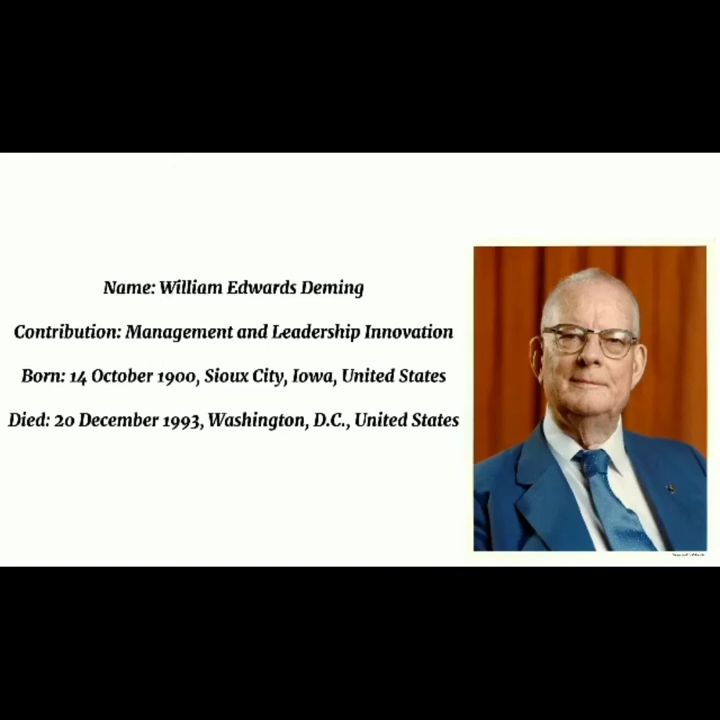 Name: William Edwards Deming
Contribution: Management and Leadership Innovation
Born: 14 October 1900, Sioux City, Iowa, United States
Died: 20 December 1993, Washington, D.C., United States